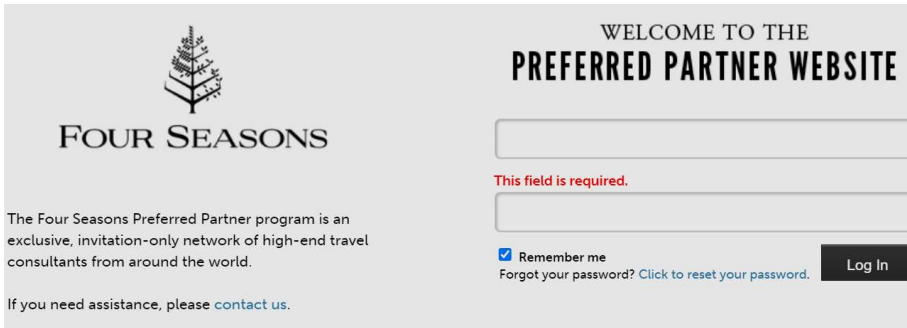 FOUR SEASONS
The Four Seasons Preferred Partner program is an
exclusive, invitation-only network of high-end travel
consultants from around the world.
If you need assistance, please contact us.
WELCOME TO THE
PREFERRED PARTNER WEBSITE
This field is required.
Remember me
Forgot your password? Click to reset your password.
Log In